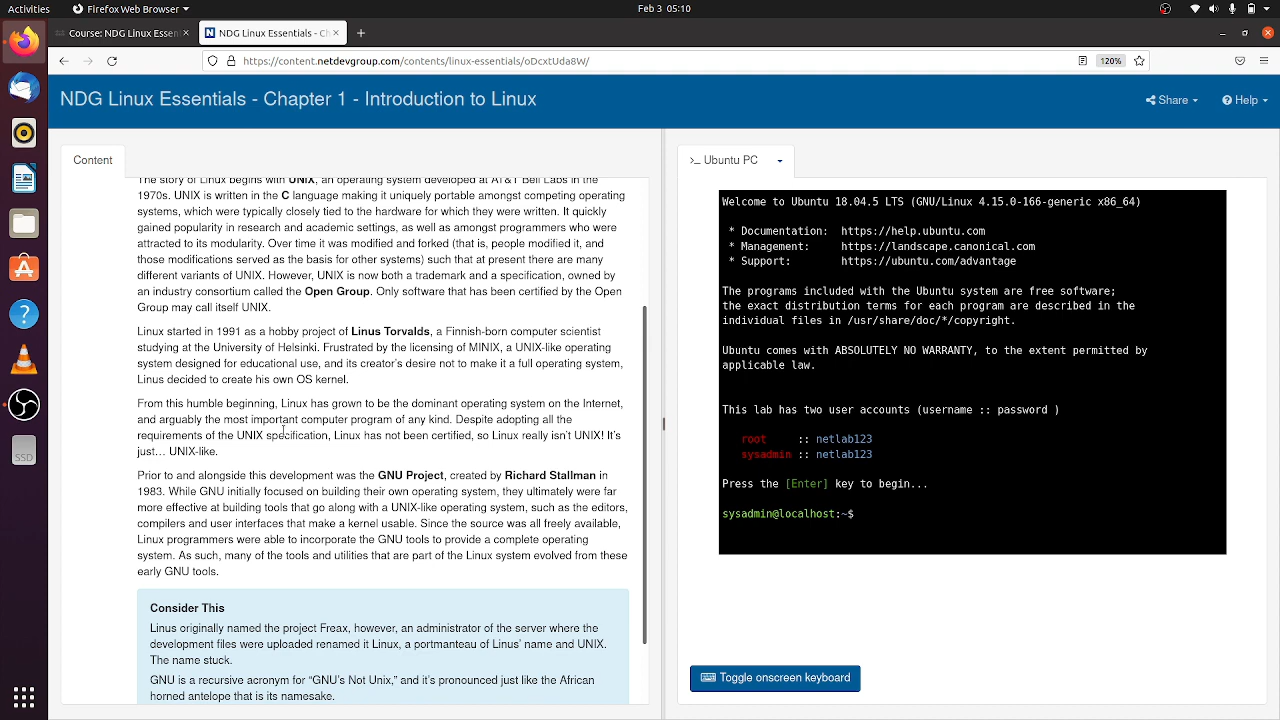 Activities
Firefox Web Browser
Feb 3 05:10
Course: NDG Linux Essen
NDG Linux Essentials - Ch
https://content.netdevgroup.com/contents/linux-essentials/oDcxtUda8W/
120%
NDG Linux Essentials - Chapter 1 - Introduction to Linux
Share
Help
Content
The story of Linux begins with UNIX, an operating system developed at AT&T Bell Labs in the
1970s. UNIX is written in the C language making it uniquely portable amongst competing operating
systems, which were typically closely tied to the hardware for which they were written. It quickly
gained popularity in research and academic settings, as well as amongst programmers who were
attracted to its modularity. Over time it was modified and forked (that is, people modified it, and
those modifications served as the basis for other systems) such that at present there are many
different variants of UNIX. However, UNIX is now both a trademark and a specification, owned by
an industry consortium called the Open Group. Only software that has been certified by the Open
Group may call itself UNIX.
Linux started in 1991 as a hobby project of Linus Torvalds, a Finnish-born computer scientist
studying at the University of Helsinki. Frustrated by the licensing of MINIX, a UNIX-like operating
system designed for educational use, and its creator's desire not to make it a full operating system,
Linus decided to create his own OS kernel.
From this humble beginning, Linux has grown to be the dominant operating system on the Internet,
and arguably the most important computer program of any kind. Despite adopting all the
requirements of the UNIX specification, Linux has not been certified, so Linux really isn't UNIX! It's
just… UNIX-like.
Prior to and alongside this development was the GNU Project, created by Richard Stallman in
1983. While GNU initially focused on building their own operating system, they ultimately were far
more effective at building tools that go along with a UNIX-like operating system, such as the editors,
compilers and user interfaces that make a kernel usable. Since the source was all freely available,
Linux programmers were able to incorporate the GNU tools to provide a complete operating
system. As such, many of the tools and utilities that are part of the Linux system evolved from these
early GNU tools.
Consider This
Linus originally named the project Freax, however, an administrator of the server where the
development files were uploaded renamed it Linux, a portmanteau of Linus' name and UNIX.
The name stuck.
GNU is a recursive acronym for "GNU's Not Unix," and it's pronounced just like the African
horned antelope that is its namesake.
>_ Ubuntu PC
Welcome to Ubuntu 18.04.5 LTS (GNU/Linux 4.15.0-166-generic x86_64)
* Documentation: https://help.ubuntu.com
* Management: https://landscape.canonical.com
* Support: https://ubuntu.com/advantage
The programs included with the Ubuntu system are free software;
the exact distribution terms for each program are described in the
individual files in /usr/share/doc/*/copyright.
Ubuntu comes with ABSOLUTELY NO WARRANTY, to the extent permitted by
applicable law.
This lab has two user accounts (username :: password )
root :: netlab123
sysadmin :: netlab123
Press the [Enter] key to begin...
sysadmin@localhost:~$
Toggle onscreen keyboard
SSD